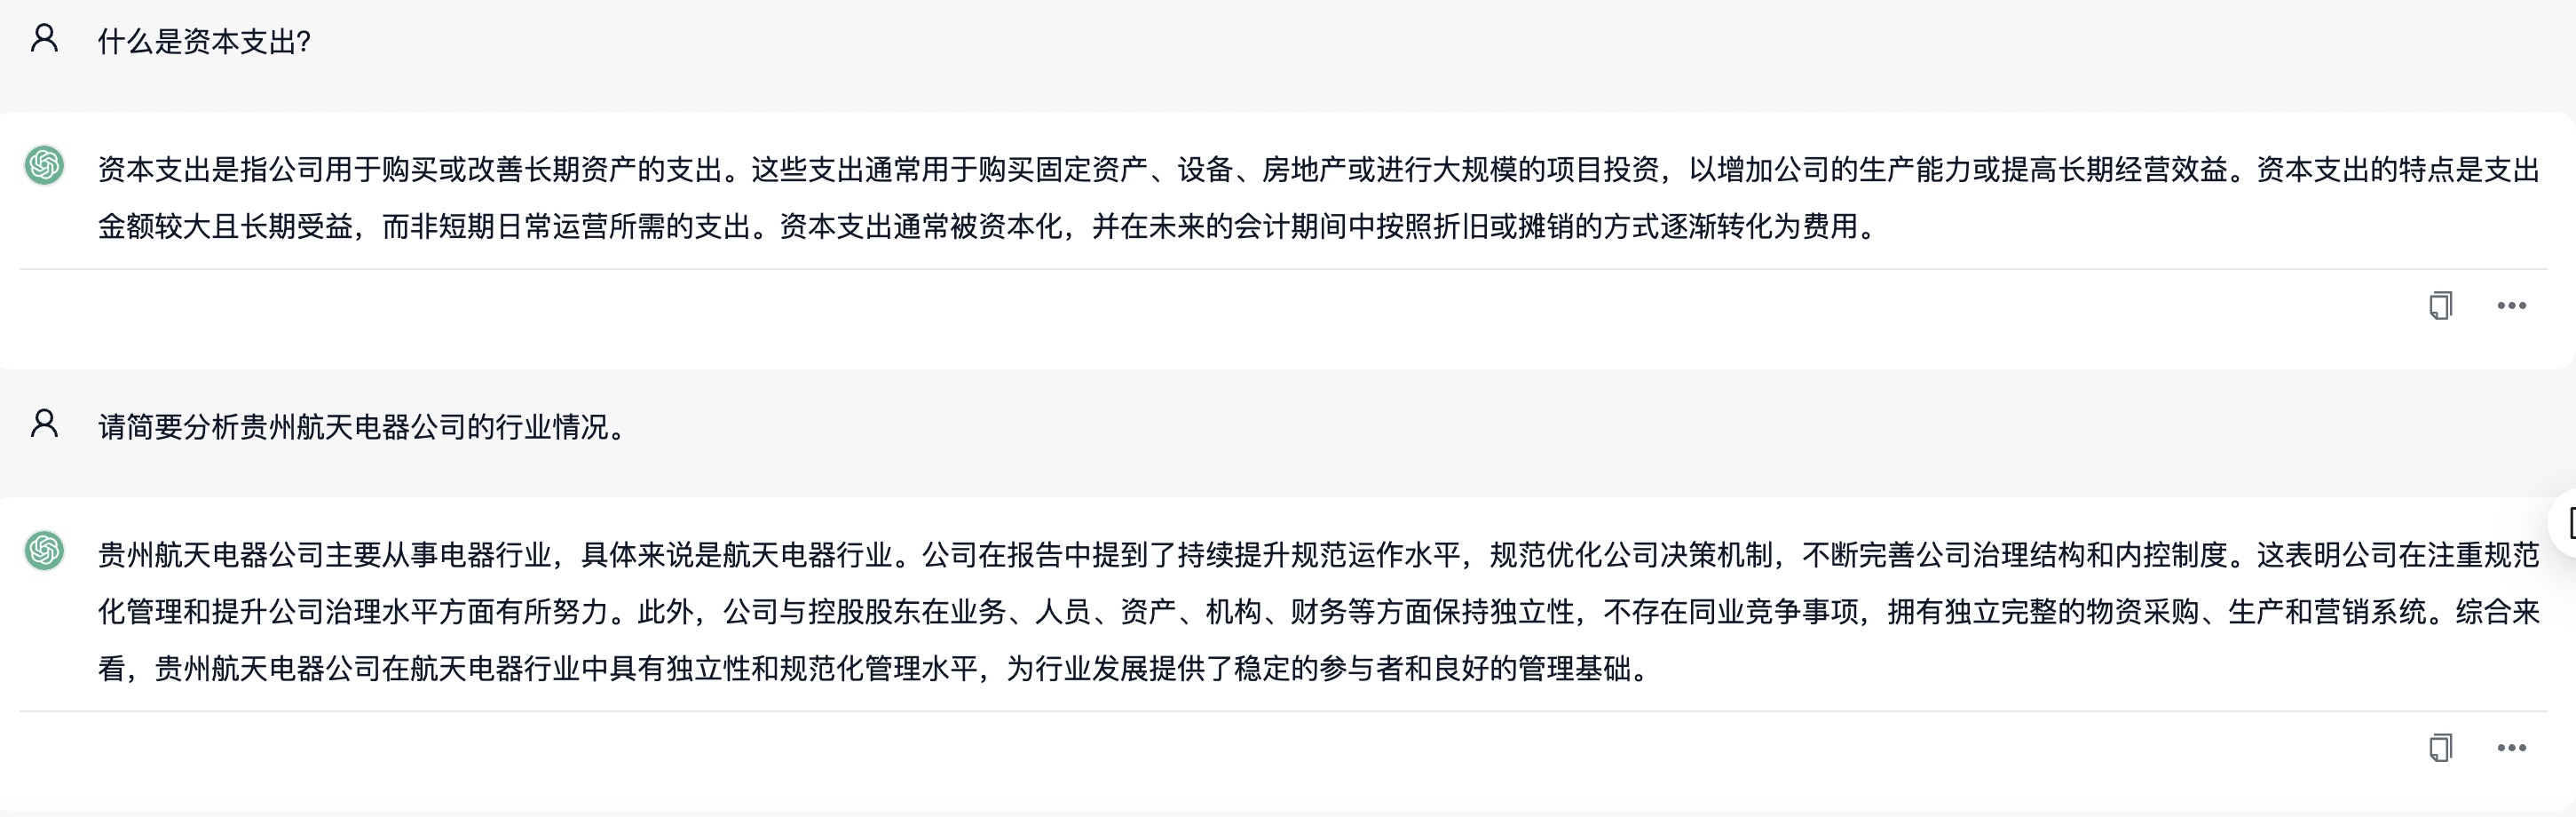 什么是资本支出?
资本支出是指公司用于购买或改善长期资产的支出。这些支出通常用于购买固定资产、设备、房地产或进行大规模的项目投资，以增加公司的生产能力或提高长期经营效益。资本支出的特点是支出
金额较大且长期受益，而非短期日常运营所需的支出。资本支出通常被资本化，并在未来的会计期间中按照折旧或摊销的方式逐渐转化为费用。
请简要分析贵州航天电器公司的行业情况。
贵州航天电器公司主要从事电器行业，具体来说是航天电器行业。公司在报告中提到了持续提升规范运作水平，规范优化公司决策机制，不断完善公司治理结构和内控制度。这表明公司在注重规范
化管理和提升公司治理水平方面有所努力。此外，公司与控股股东在业务、人员、资产、机构、财务等方面保持独立性，不存在同业竞争事项，拥有独立完整的物资采购、生产和营销系统。综合来
看，贵州航天电器公司在航天电器行业中具有独立性和规范化管理水平，为行业发展提供了稳定的参与者和良好的管理基础。